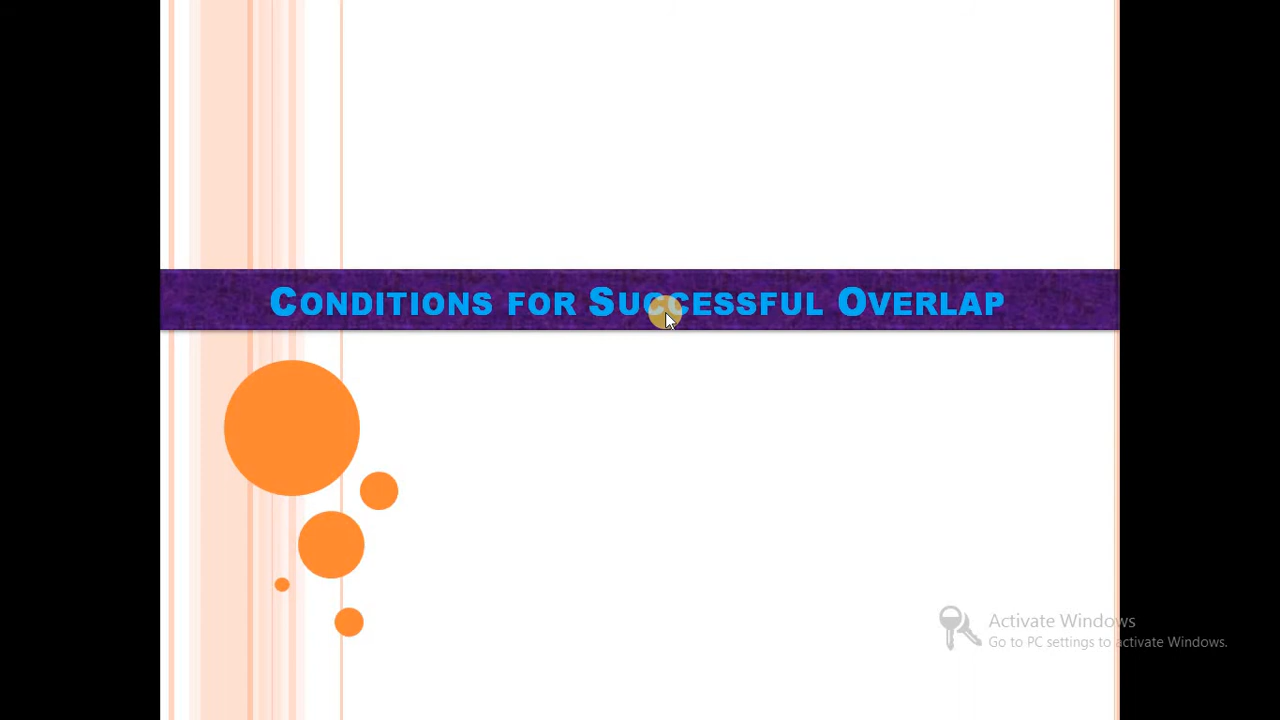 CONDITIONS FOR SUCCESSFUL OVERLAP
Activate Windows
Go to PC settings to activate Windows.